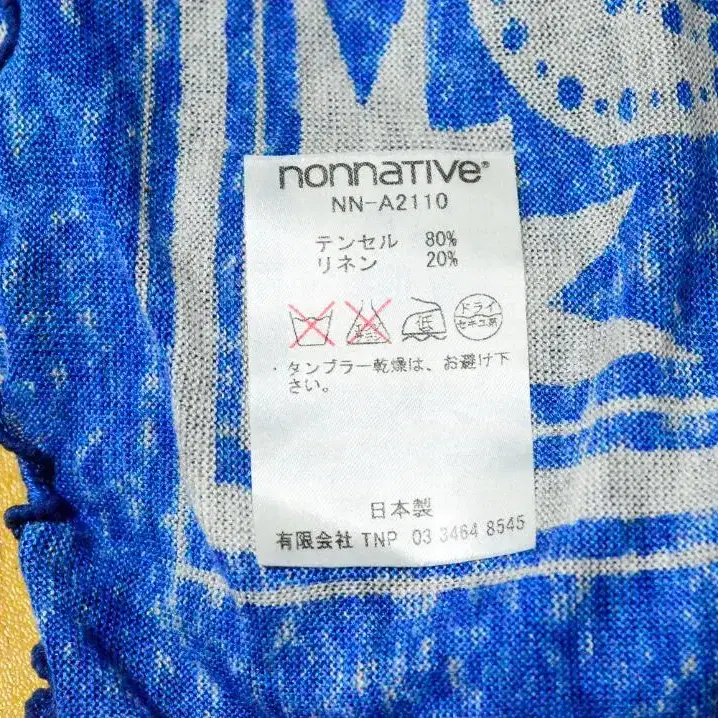 nonnative®
NN-A2110
テンセル 80%
リネン 20%
低 ドライ
セキユ系
・タンブラー乾燥は、お避け下
さい。
日本製
有限会社 TNP 03 3464 8545